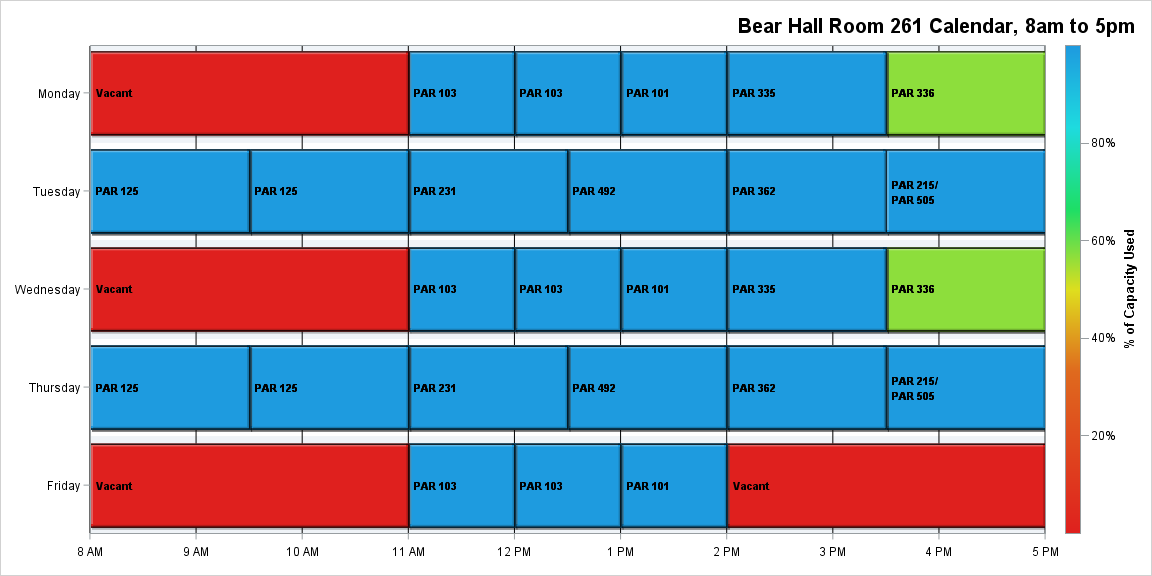 Bear Hall Room 261 Calendar, 8am to 5pm
Monday
Vacant
PAR 103
PAR 103
PAR 101
PAR 335
PAR 336
Tuesday
PAR 125
PAR 125
PAR 231
PAR 492
PAR 362
PAR 215/
PAR 505
Wednesday
Vacant
PAR 103
PAR 103
PAR 101
PAR 335
PAR 336
Thursday
PAR 125
PAR 125
PAR 231
PAR 492
PAR 362
PAR 215/
PAR 505
Friday
Vacant
PAR 103
PAR 103
PAR 101
Vacant
8 AM
9 AM
10 AM
11 AM
12 PM
1 PM
2 PM
3 PM
4 PM
5 PM
80%
60%
40%
20%
% of Capacity Used